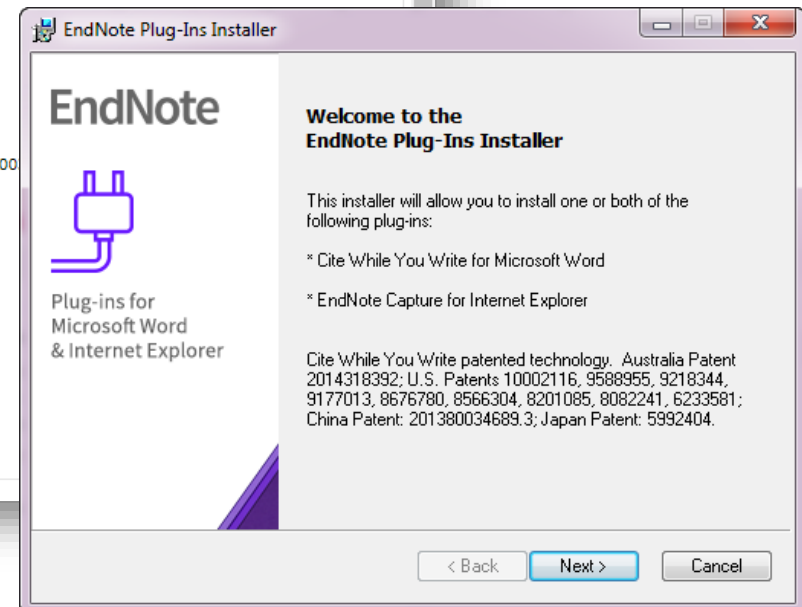 EndNote Plug-Ins Installer
EndNote
Plug-ins for
Microsoft Word
& Internet Explorer
Welcome to the
EndNote Plug-Ins Installer
This installer will allow you to install one or both of the
following plug-ins:
* Cite While You Write for Microsoft Word
* EndNote Capture for Internet Explorer
Cite While You Write patented technology.  Australia Patent
2014318392; U.S. Patents 10002116, 9588955, 9218344,
9177013, 8676780, 8566304, 8201085, 8082241, 6233581;
China Patent: 201380034689.3; Japan Patent: 5992404.
< Back
Next >
Cancel